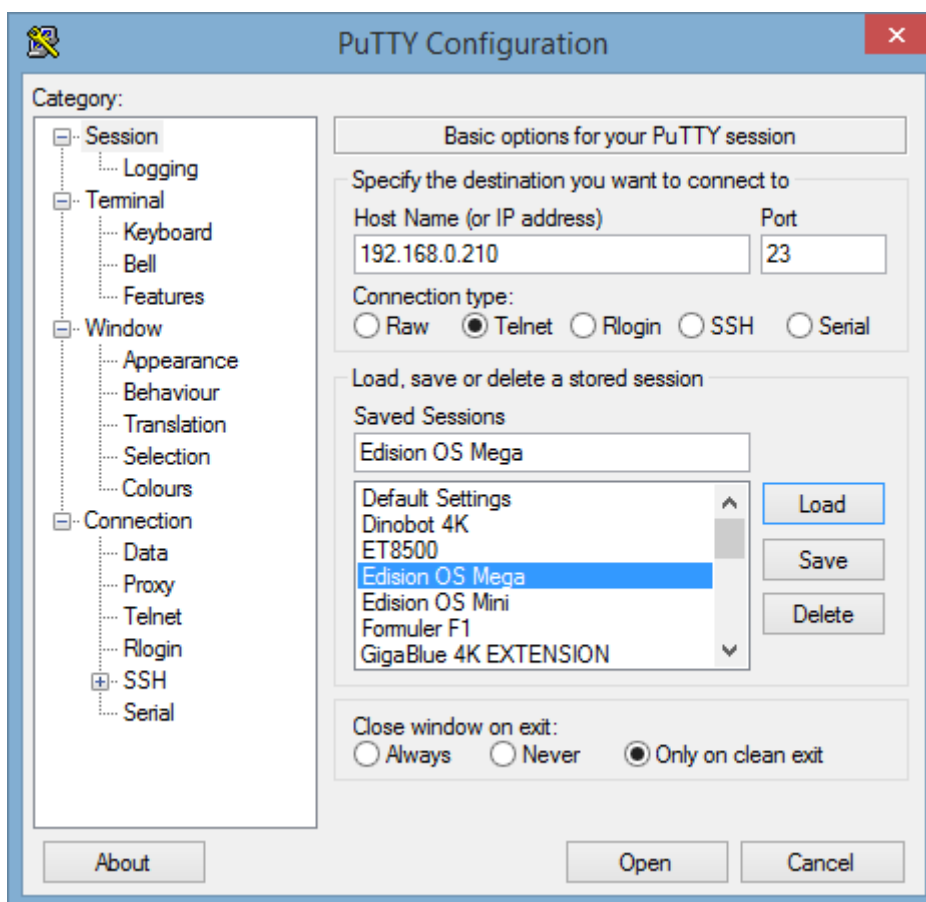 PuTTY Configuration
Category:
Session
Logging
Terminal
Keyboard
Bell
Features
Window
Appearance
Behaviour
Translation
Selection
Colours
Connection
Data
Proxy
Telnet
Rlogin
SSH
Serial
Basic options for your PuTTY session
Specify the destination you want to connect to
Host Name (or IP address) Port
192.168.0.210 23
Connection type:
Raw Telnet Rlogin SSH Serial
Load, save or delete a stored session
Saved Sessions
Edision OS Mega
Default Settings
Dinobot 4K
ET8500
Edision OS Mega
Edision OS Mini
Formuler F1
GigaBlue 4K EXTENSION
Load
Save
Delete
Close window on exit:
Always Never Only on clean exit
About Open Cancel